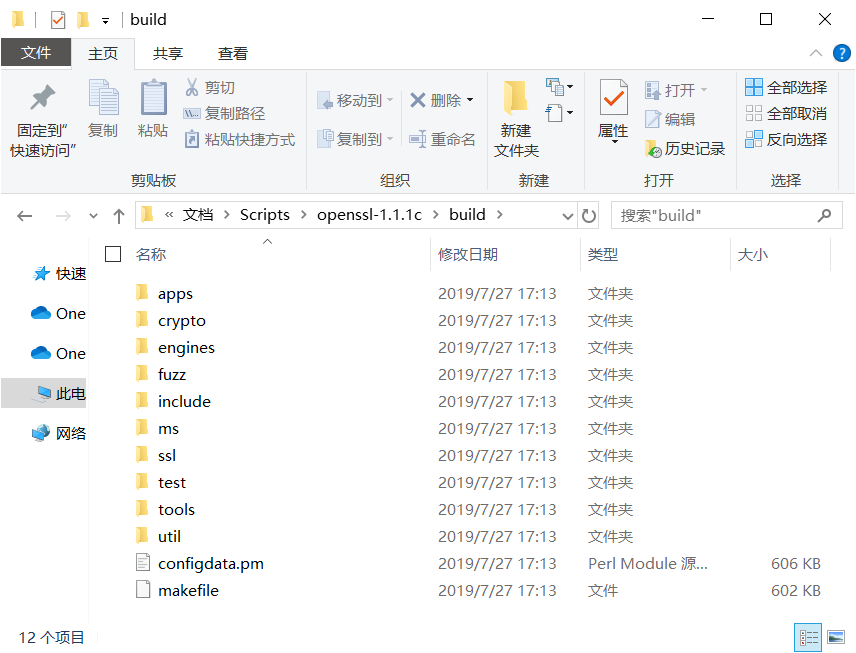 build
文件 主页 共享 查看
固定到"快速访问" 复制 粘贴 剪切 复制路径 粘贴快捷方式
移动到 删除 复制到 重命名
新建文件夹
属性 打开 编辑 历史记录
全部选择 全部取消 反向选择
剪贴板 组织 新建 打开 选择
« 文档 > Scripts > openssl-1.1.1c > build > 搜索"build"
名称 修改日期 类型 大小
快速
One
One
此电
网络
apps 2019/7/27 17:13 文件夹
crypto 2019/7/27 17:13 文件夹
engines 2019/7/27 17:13 文件夹
fuzz 2019/7/27 17:13 文件夹
include 2019/7/27 17:13 文件夹
ms 2019/7/27 17:13 文件夹
ssl 2019/7/27 17:13 文件夹
test 2019/7/27 17:13 文件夹
tools 2019/7/27 17:13 文件夹
util 2019/7/27 17:13 文件夹
configdata.pm 2019/7/27 17:13 Perl Module 源... 606 KB
makefile 2019/7/27 17:13 文件 602 KB
12 个项目